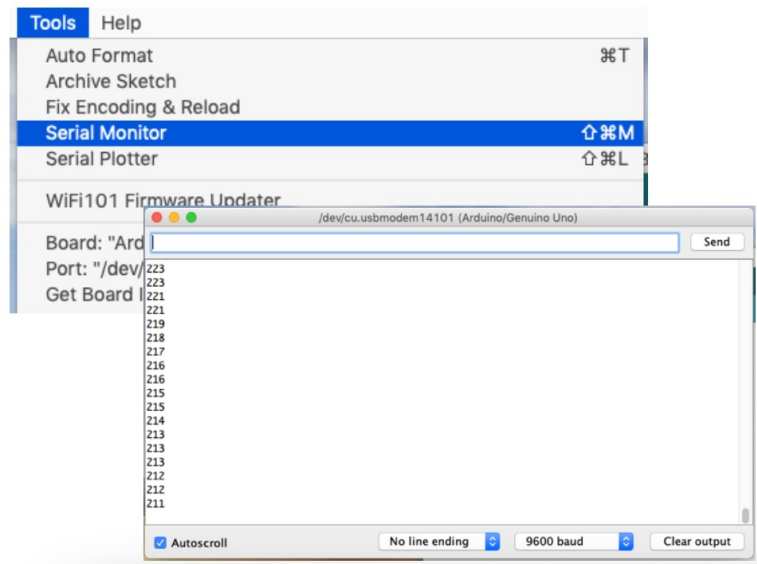 Tools Help
Auto Format ⌘T
Archive Sketch
Fix Encoding & Reload
Serial Monitor ⇧⌘M
Serial Plotter ⇧⌘L
WiFi101 Firmware Updater
Board: "Ard
Port: "/dev/
Get Board I
/dev/cu.usbmodem14101 (Arduino/Genuino Uno)
Send
223
223
221
221
219
218
217
216
216
215
215
214
213
213
213
212
212
211
Autoscroll No line ending 9600 baud Clear output